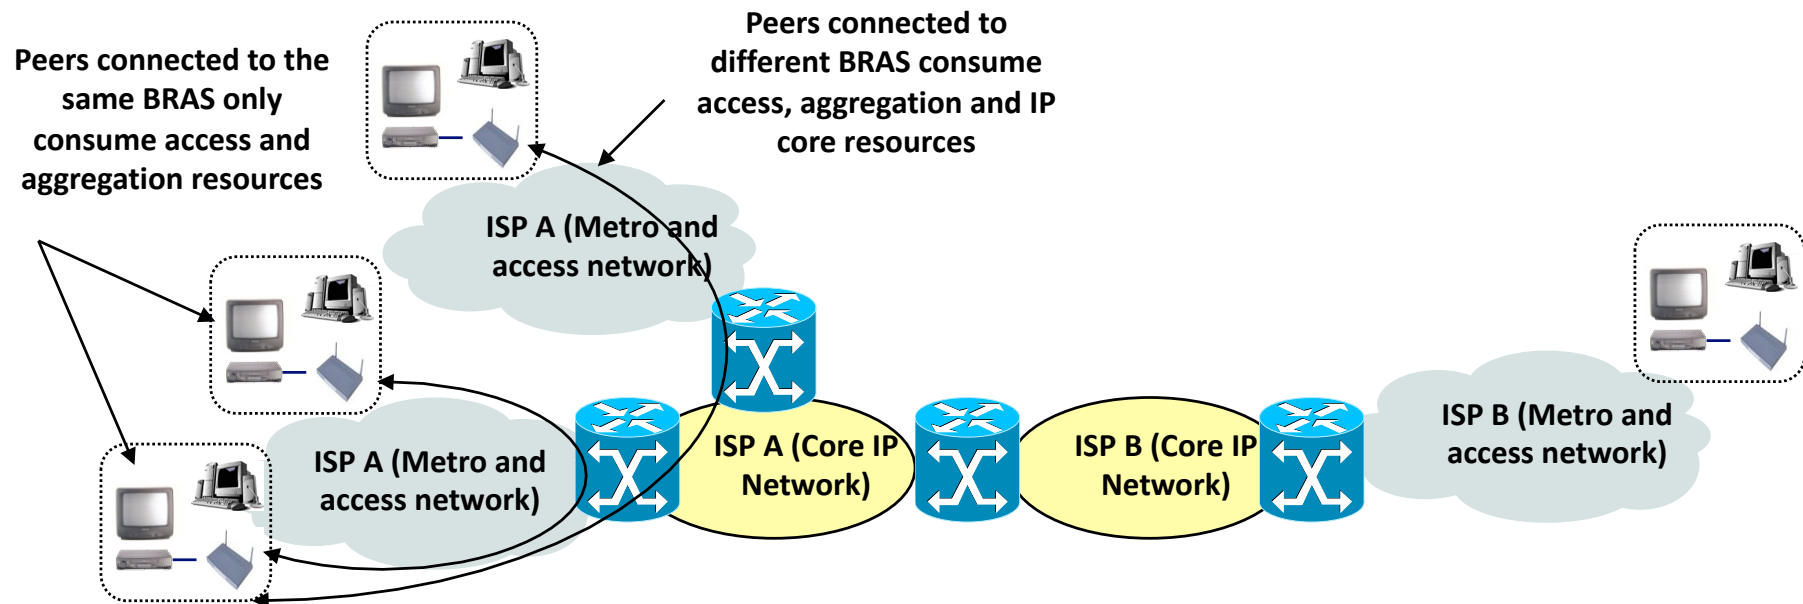 Peers connected to the
same BRAS only
consume access and
aggregation resources
Peers connected to
different BRAS consume
access, aggregation and IP
core resources
ISP A (Metro and
access network)
ISP A (Metro and
access network)
ISP A (Core IP
Network)
ISP B (Core IP
Network)
ISP B (Metro and
access network)